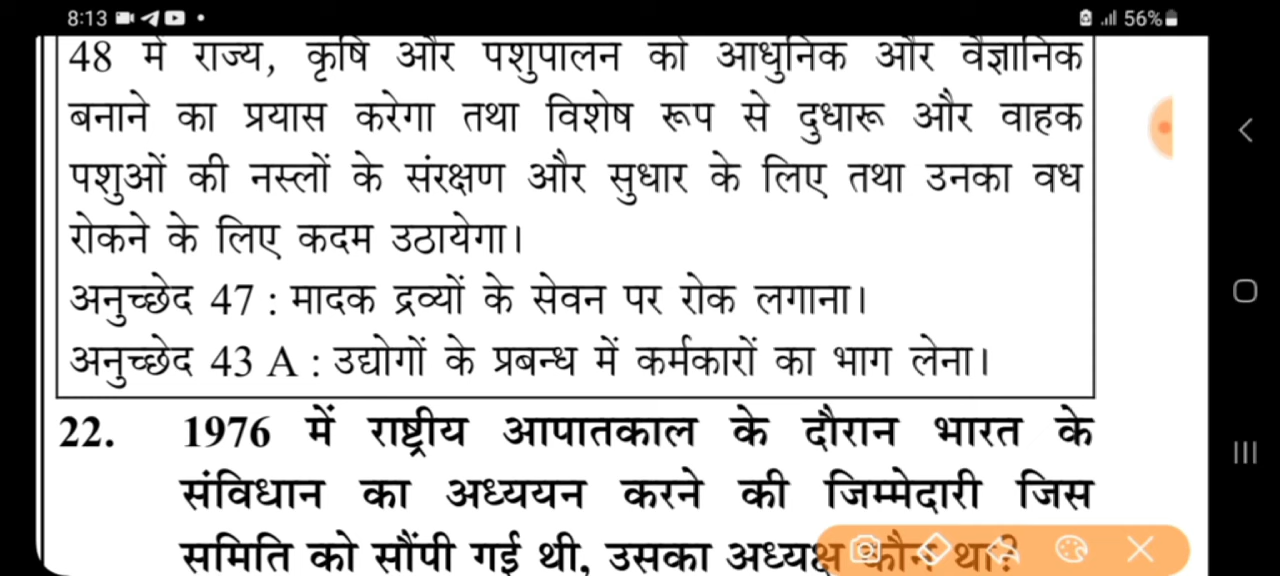 8:13
56%
48 में राज्य, कृषि और पशुपालन को आधुनिक और वैज्ञानिक
बनाने का प्रयास करेगा तथा विशेष रूप से दुधारू और वाहक
पशुओं की नस्लों के संरक्षण और सुधार के लिए तथा उनका वध
रोकने के लिए कदम उठायेगा।
अनुच्छेद 47 : मादक द्रव्यों के सेवन पर रोक लगाना।
अनुच्छेद 43 A : उद्योगों के प्रबन्ध में कर्मकारों का भाग लेना।
22. 1976 में राष्ट्रीय आपातकाल के दौरान भारत के
संविधान का अध्ययन करने की जिम्मेदारी जिस
समिति को सौंपी गई थी, उसका अध्यक्ष कौन था?